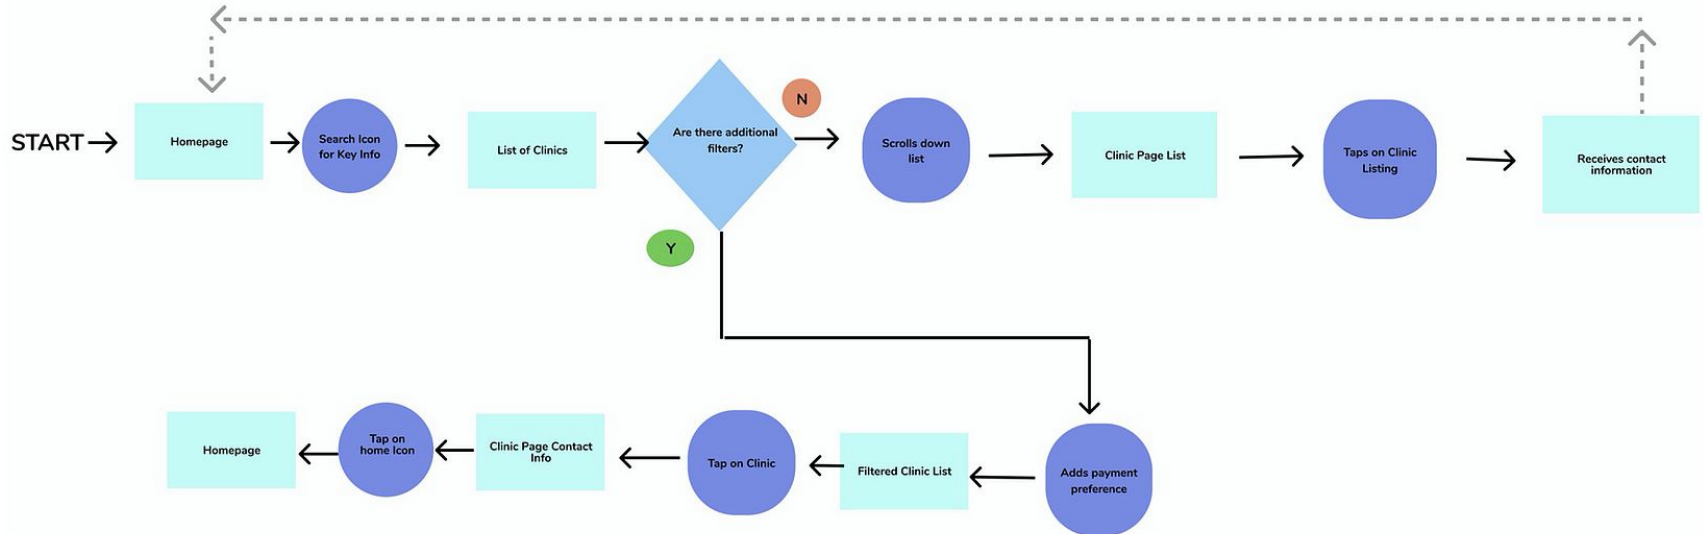 START
Homepage
Search Icon
for Key Info
List of Clinics
Are there additional
filters?
N
Y
Scrolls down
list
Clinic Page List
Taps on Clinic
Listing
Receives contact
information
Homepage
Tap on
home Icon
Clinic Page Contact
Info
Tap on Clinic
Filtered Clinic List
Adds payment
preference